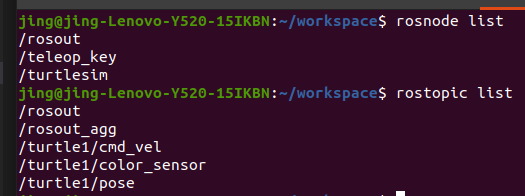 jing@jing-Lenovo-Y520-15IKBN:~/workspace$ rosnode list
/rosout
/teleop_key
/turtlesim
jing@jing-Lenovo-Y520-15IKBN:~/workspace$ rostopic list
/rosout
/rosout_agg
/turtle1/cmd_vel
/turtle1/color_sensor
/turtle1/pose